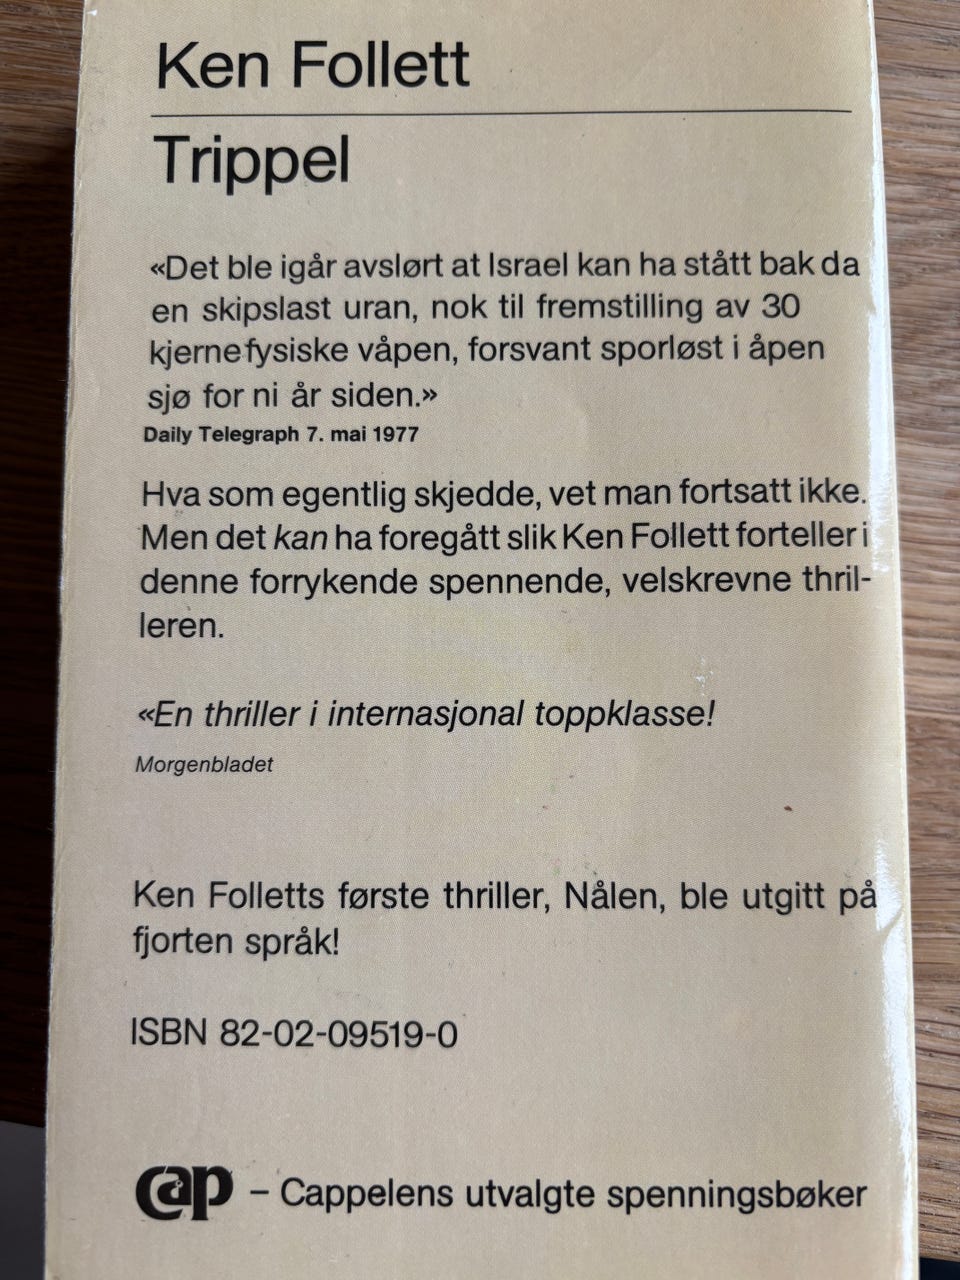 Ken Follett
Trippel
«Det ble igår avslørt at Israel kan ha stått bak da
en skipslast uran, nok til fremstilling av 30
kjernefysiske våpen, forsvant sporløst i åpen
sjø for ni år siden.»
Daily Telegraph 7. mai 1977
Hva som egentlig skjedde, vet man fortsatt ikke.
Men det kan ha foregått slik Ken Follett forteller i
denne forrykende spennende, velskrevne thril-
leren.
«En thriller i internasjonal toppklasse!
Morgenbladet
Ken Folletts første thriller, Nålen, ble utgitt på
fjorten språk!
ISBN 82-02-09519-0
cap – Cappelens utvalgte spenningsbøker